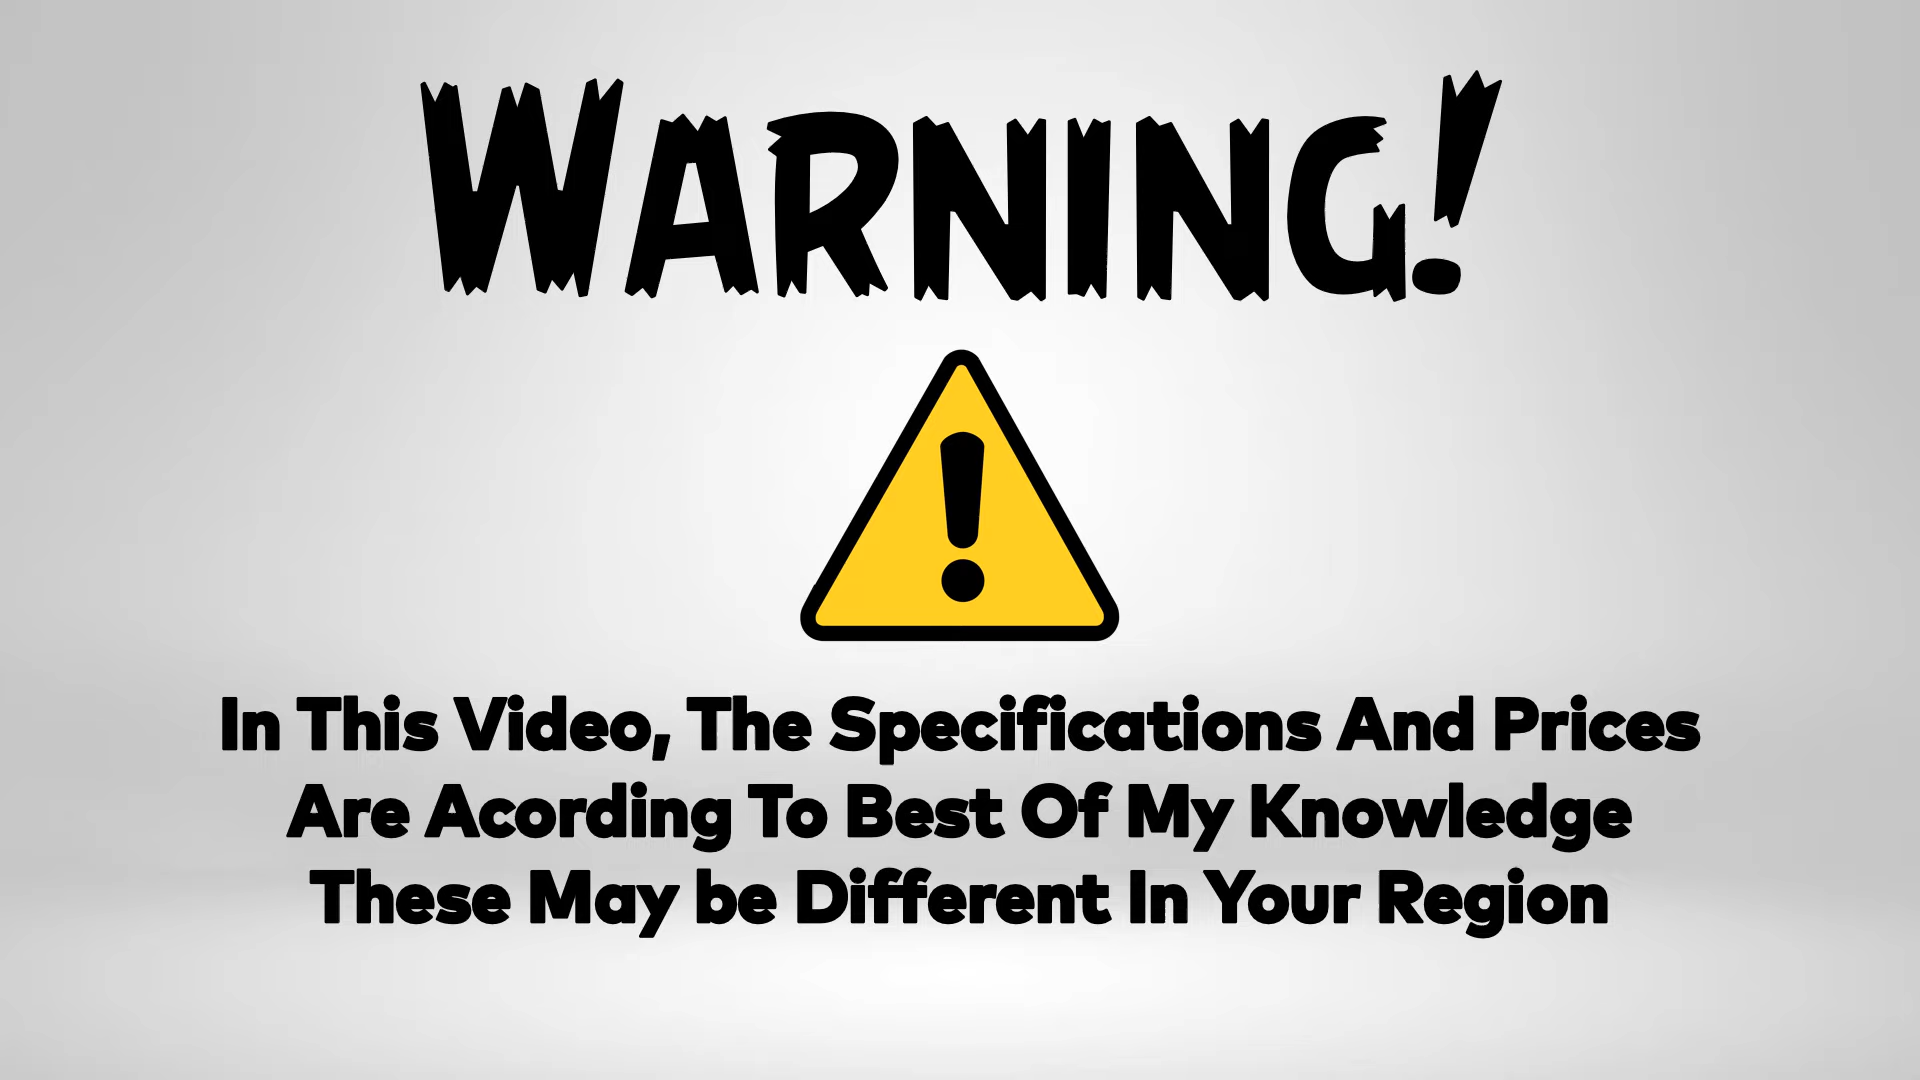 WARNING!
In This Video, The Specifications And Prices
Are Acording To Best Of My Knowledge
These May be Different In Your Region